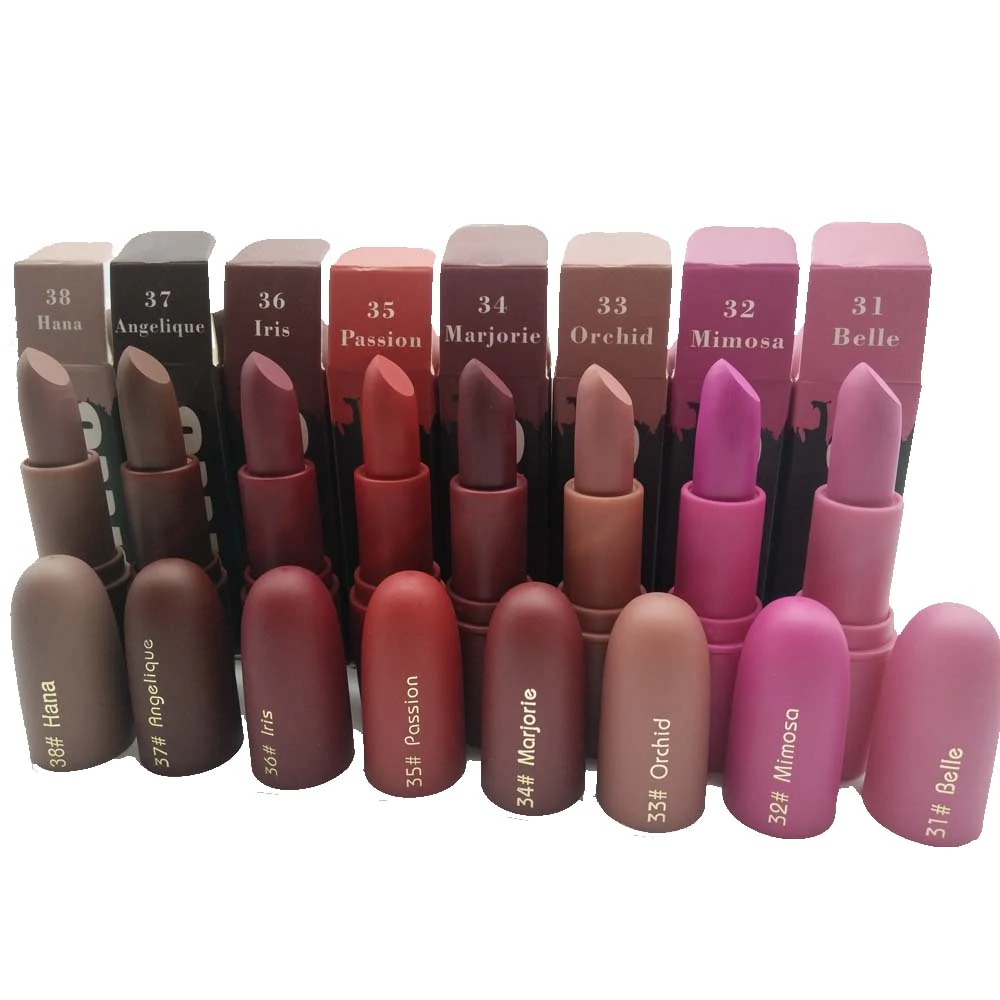 38
Hana
37
Angelique
36
Iris
35
Passion
34
Marjorie
33
Orchid
32
Mimosa
31
Belle
38# Hana
37# Angelique
36# Iris
35# Passion
34# Marjorie
33# Orchid
32# Mimosa
31# Belle